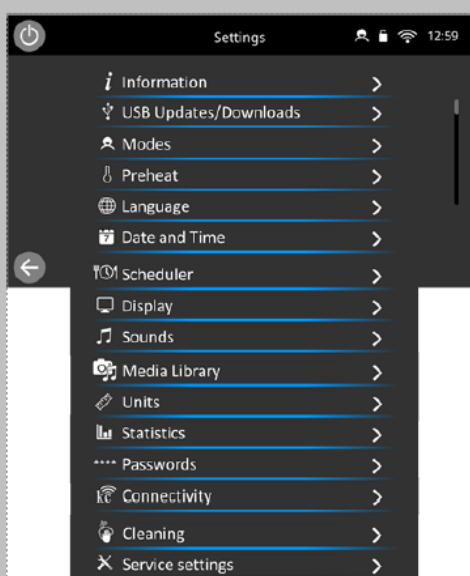 Settings
12:59
Information
USB Updates/Downloads
Modes
Preheat
Language
Date and Time
Scheduler
Display
Sounds
Media Library
Units
Statistics
Passwords
Connectivity
Cleaning
Service settings